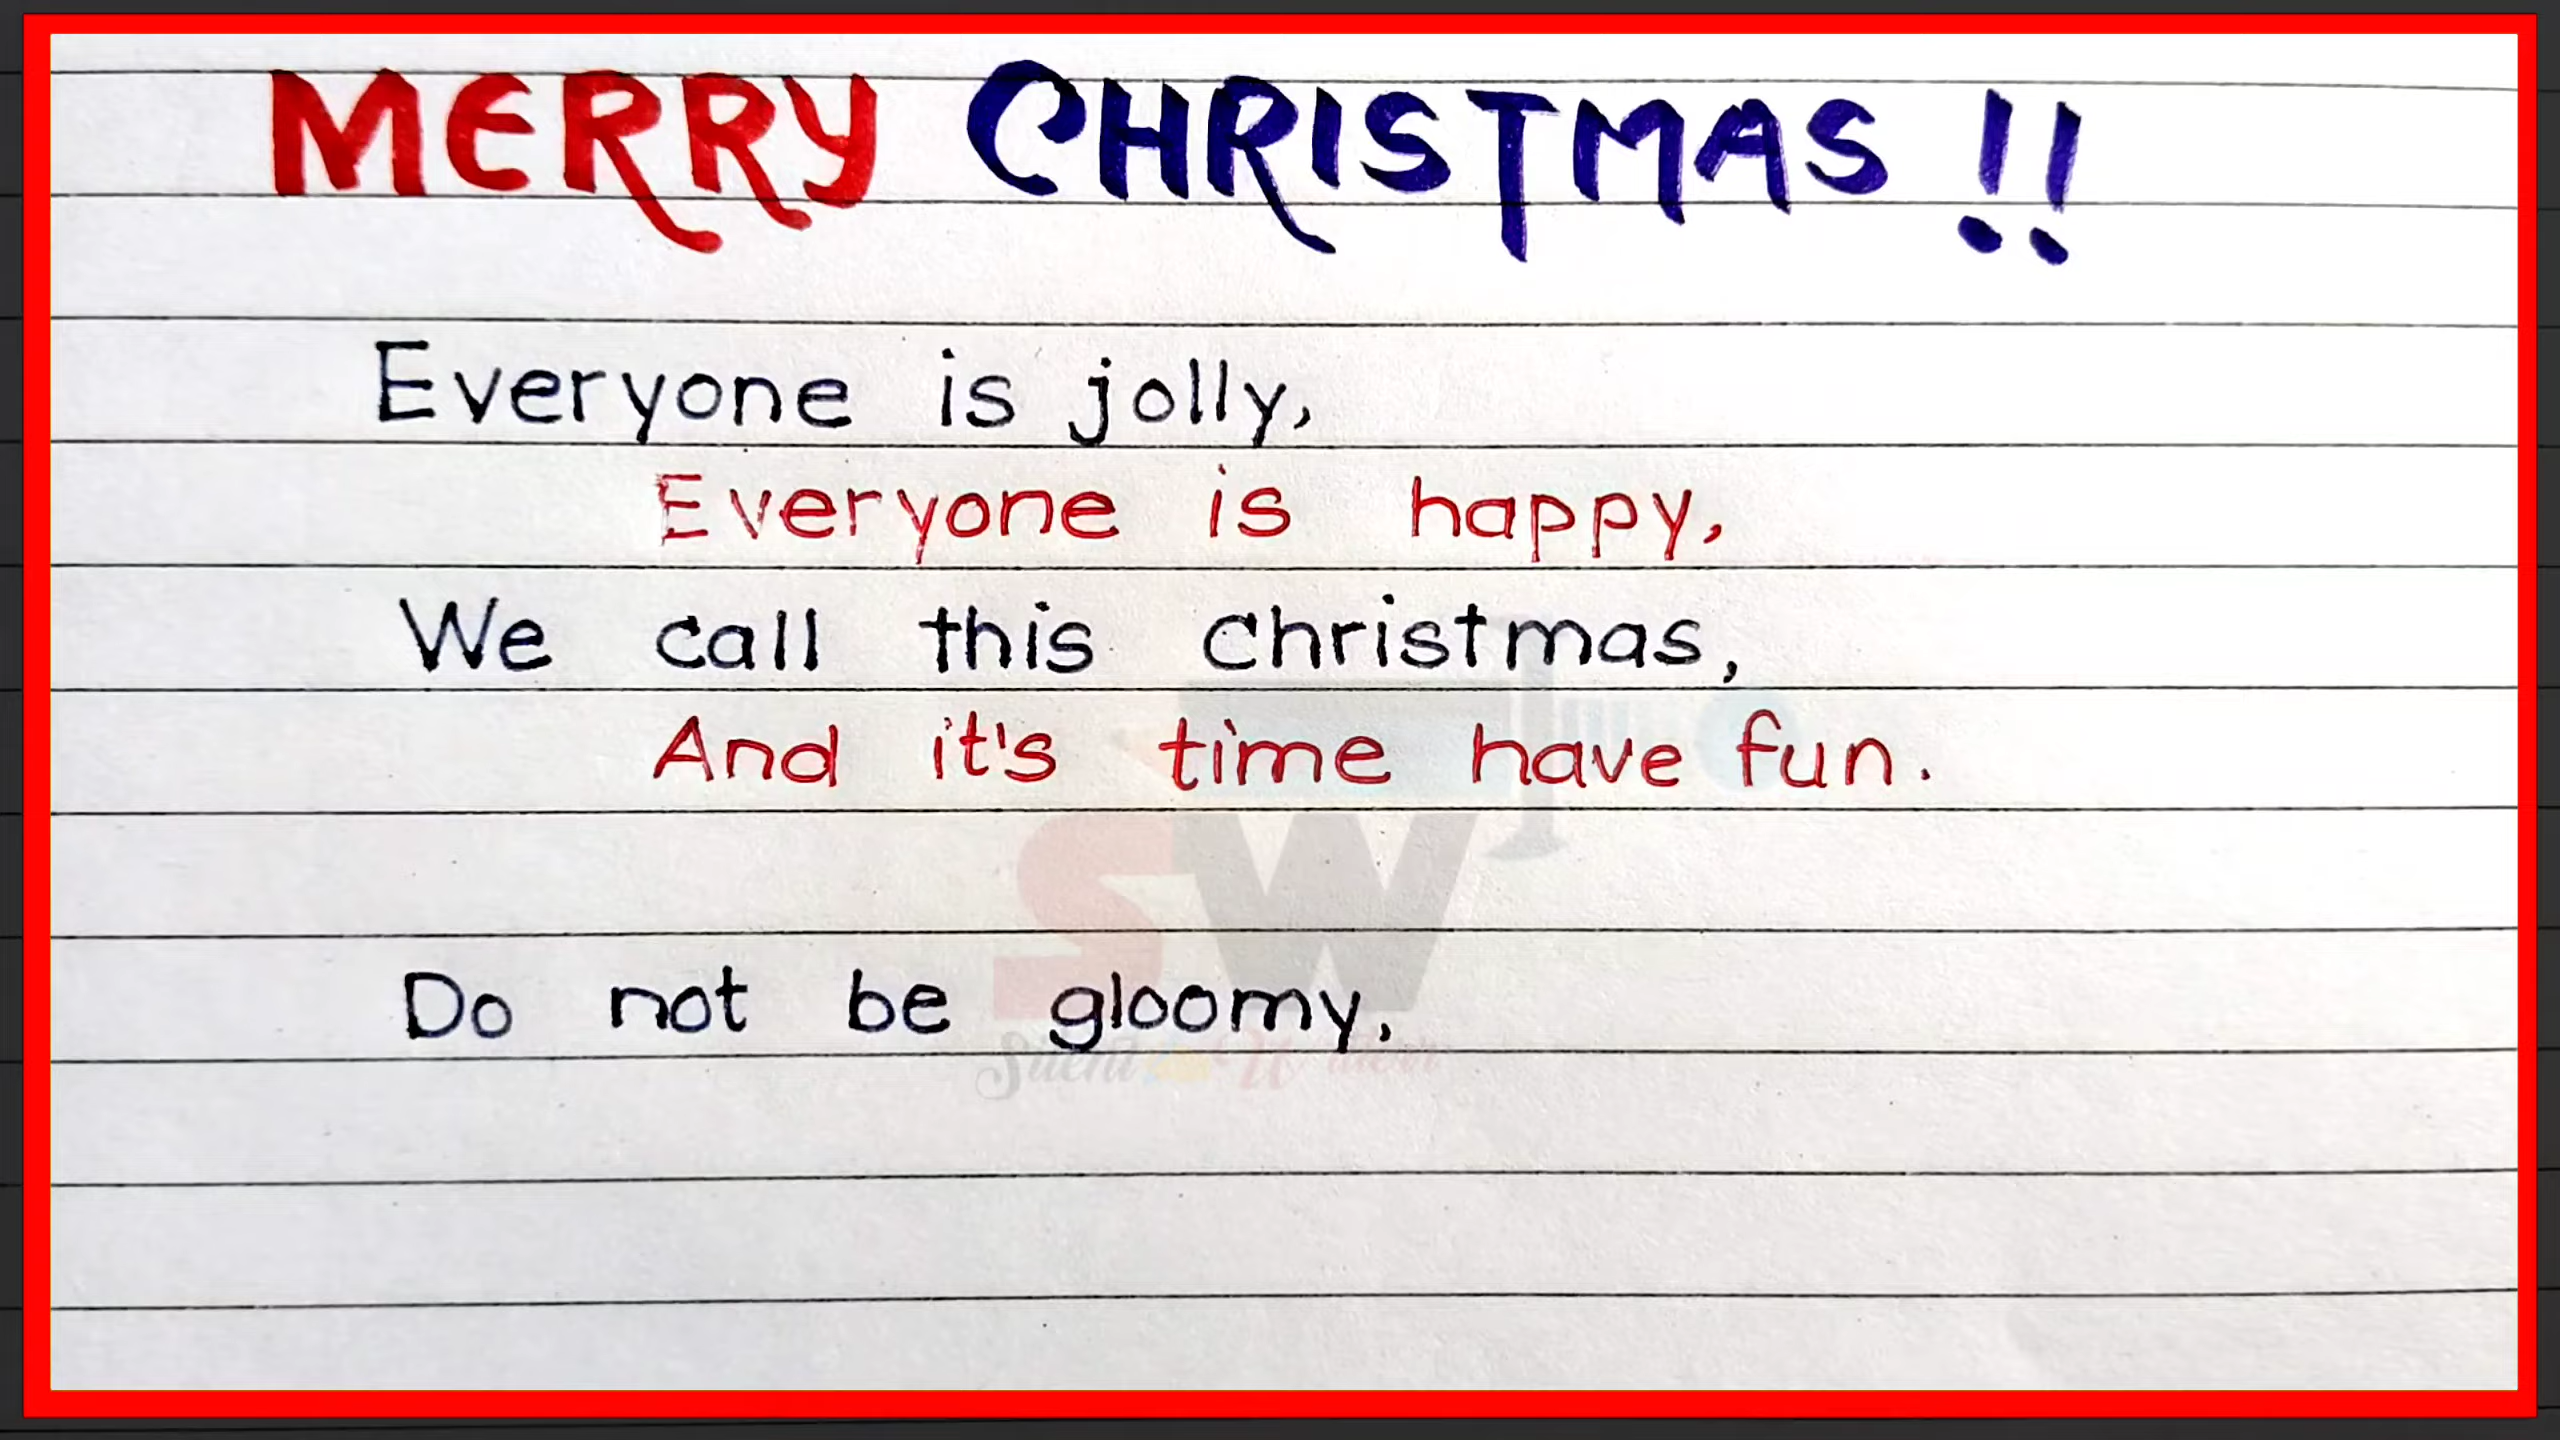 MERRY CHRISTMAS !!
Everyone is jolly,
Everyone is happy,
We call this Christmas,
And it's time have fun.
Do not be gloomy,
SW